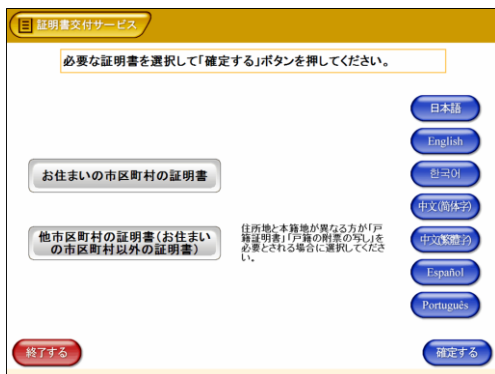 証明書交付サービス
必要な証明書を選択して「確定する」ボタンを押してください。
日本語
English
한국어
中文(简体字)
中文(繁體字)
Español
Português
お住まいの市区町村の証明書
他市区町村の証明書(お住まい
の市区町村以外の証明書)
住所地と本籍地が異なる方が「戸
籍証明書」「戸籍の附票の写し」を
必要とされる場合に選択してくださ
い。
終了する
確定する